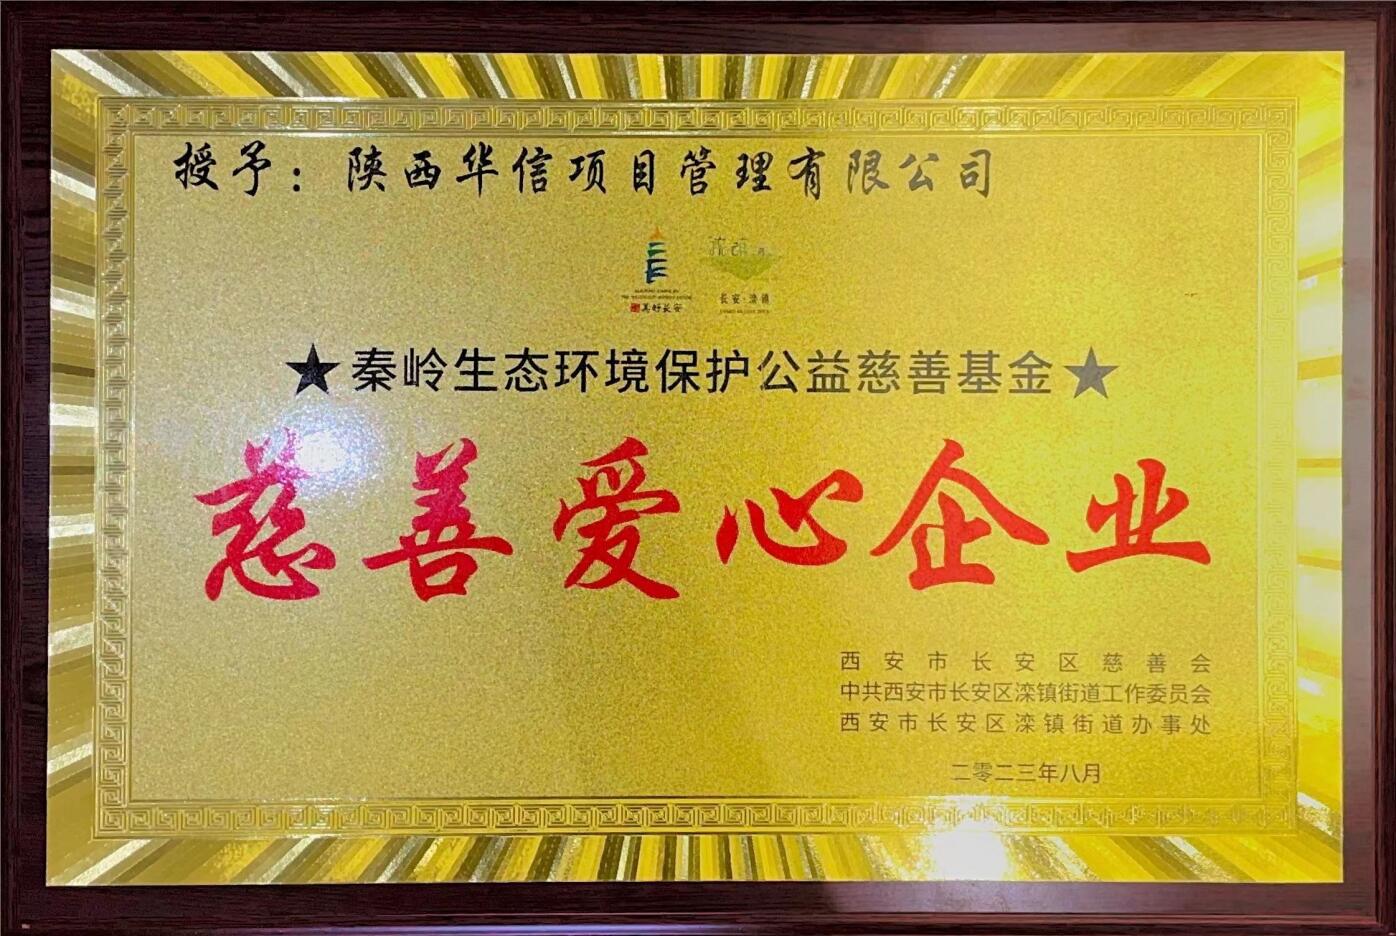 授予：陕西华信项目管理有限公司
美好长安
长安·滦镇
★秦岭生态环境保护公益慈善基金★
慈善爱心企业
西安市长安区慈善会
中共西安市长安区滦镇街道工作委员会
西安市长安区滦镇街道办事处
二零二三年八月